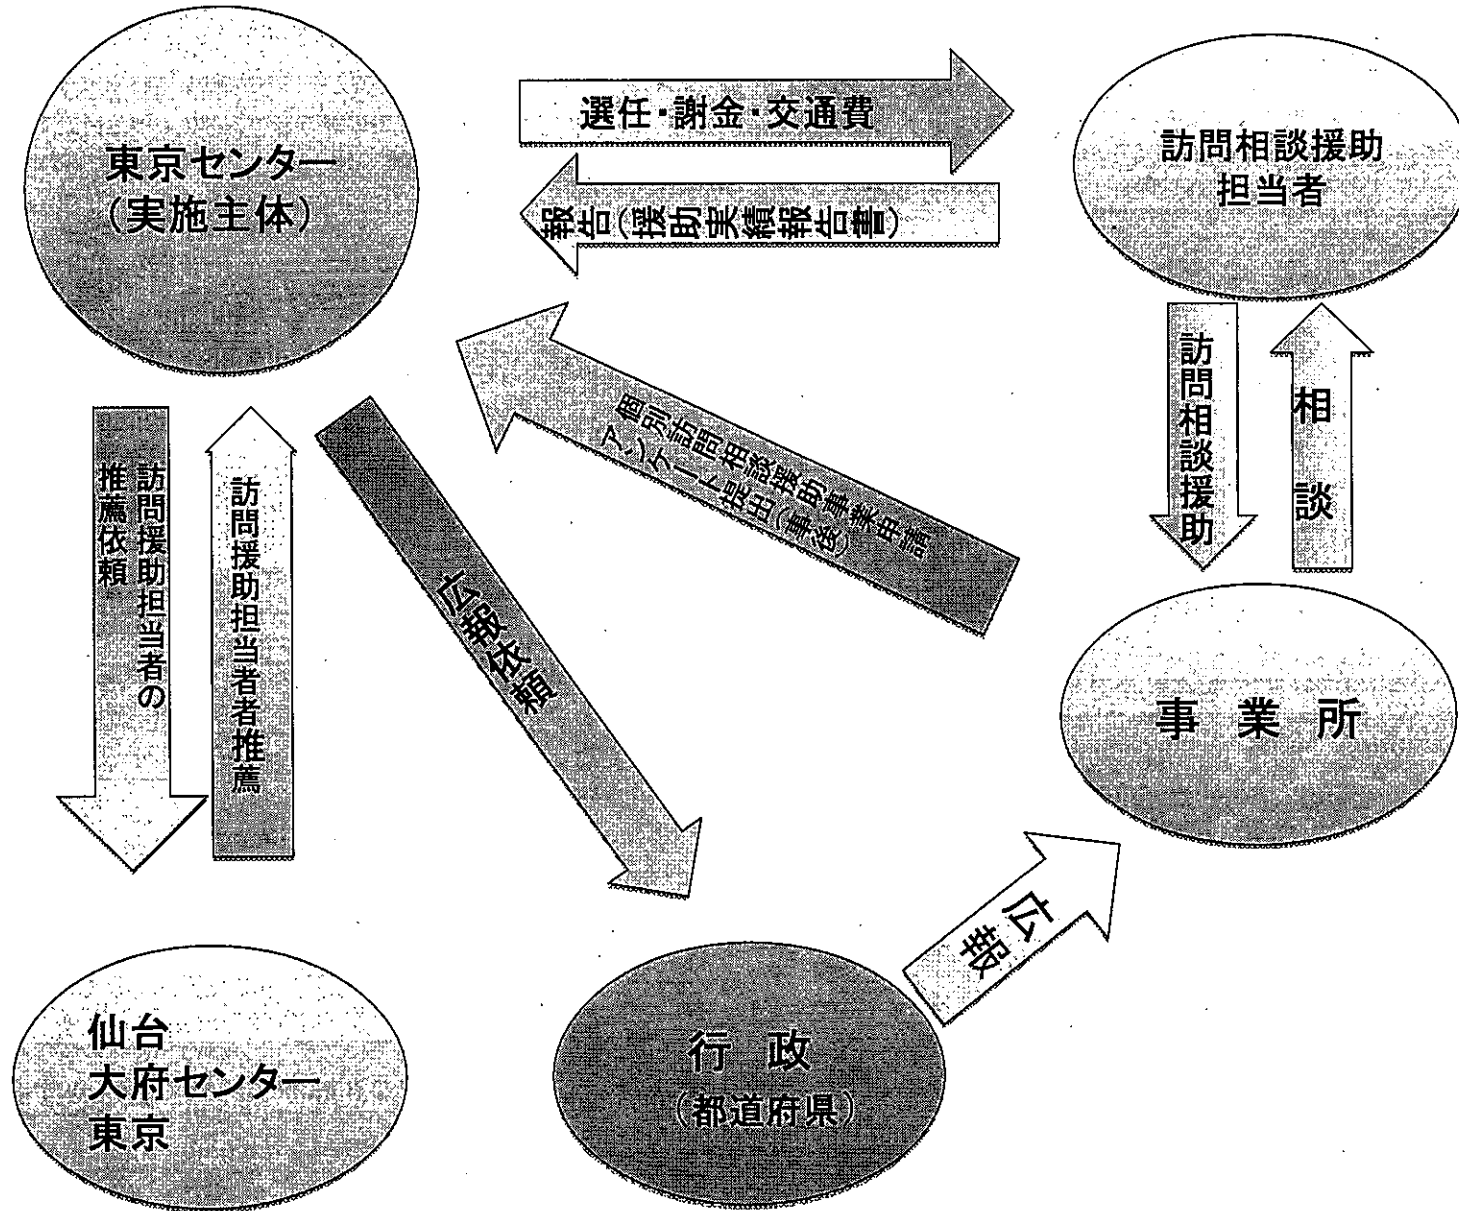 東京センター
(実施主体)
選任・謝金・交通費
報告(援助実績報告書)
訪問相談援助
担当者
個別訪問相談援助事業申請
アンケート提出(事後)
訪問相談援助
相談
訪問援助担当者の
推薦依頼
訪問援助担当者者推薦
広報依頼
事業所
広報
仙台
大府センター
東京
行政
(都道府県)